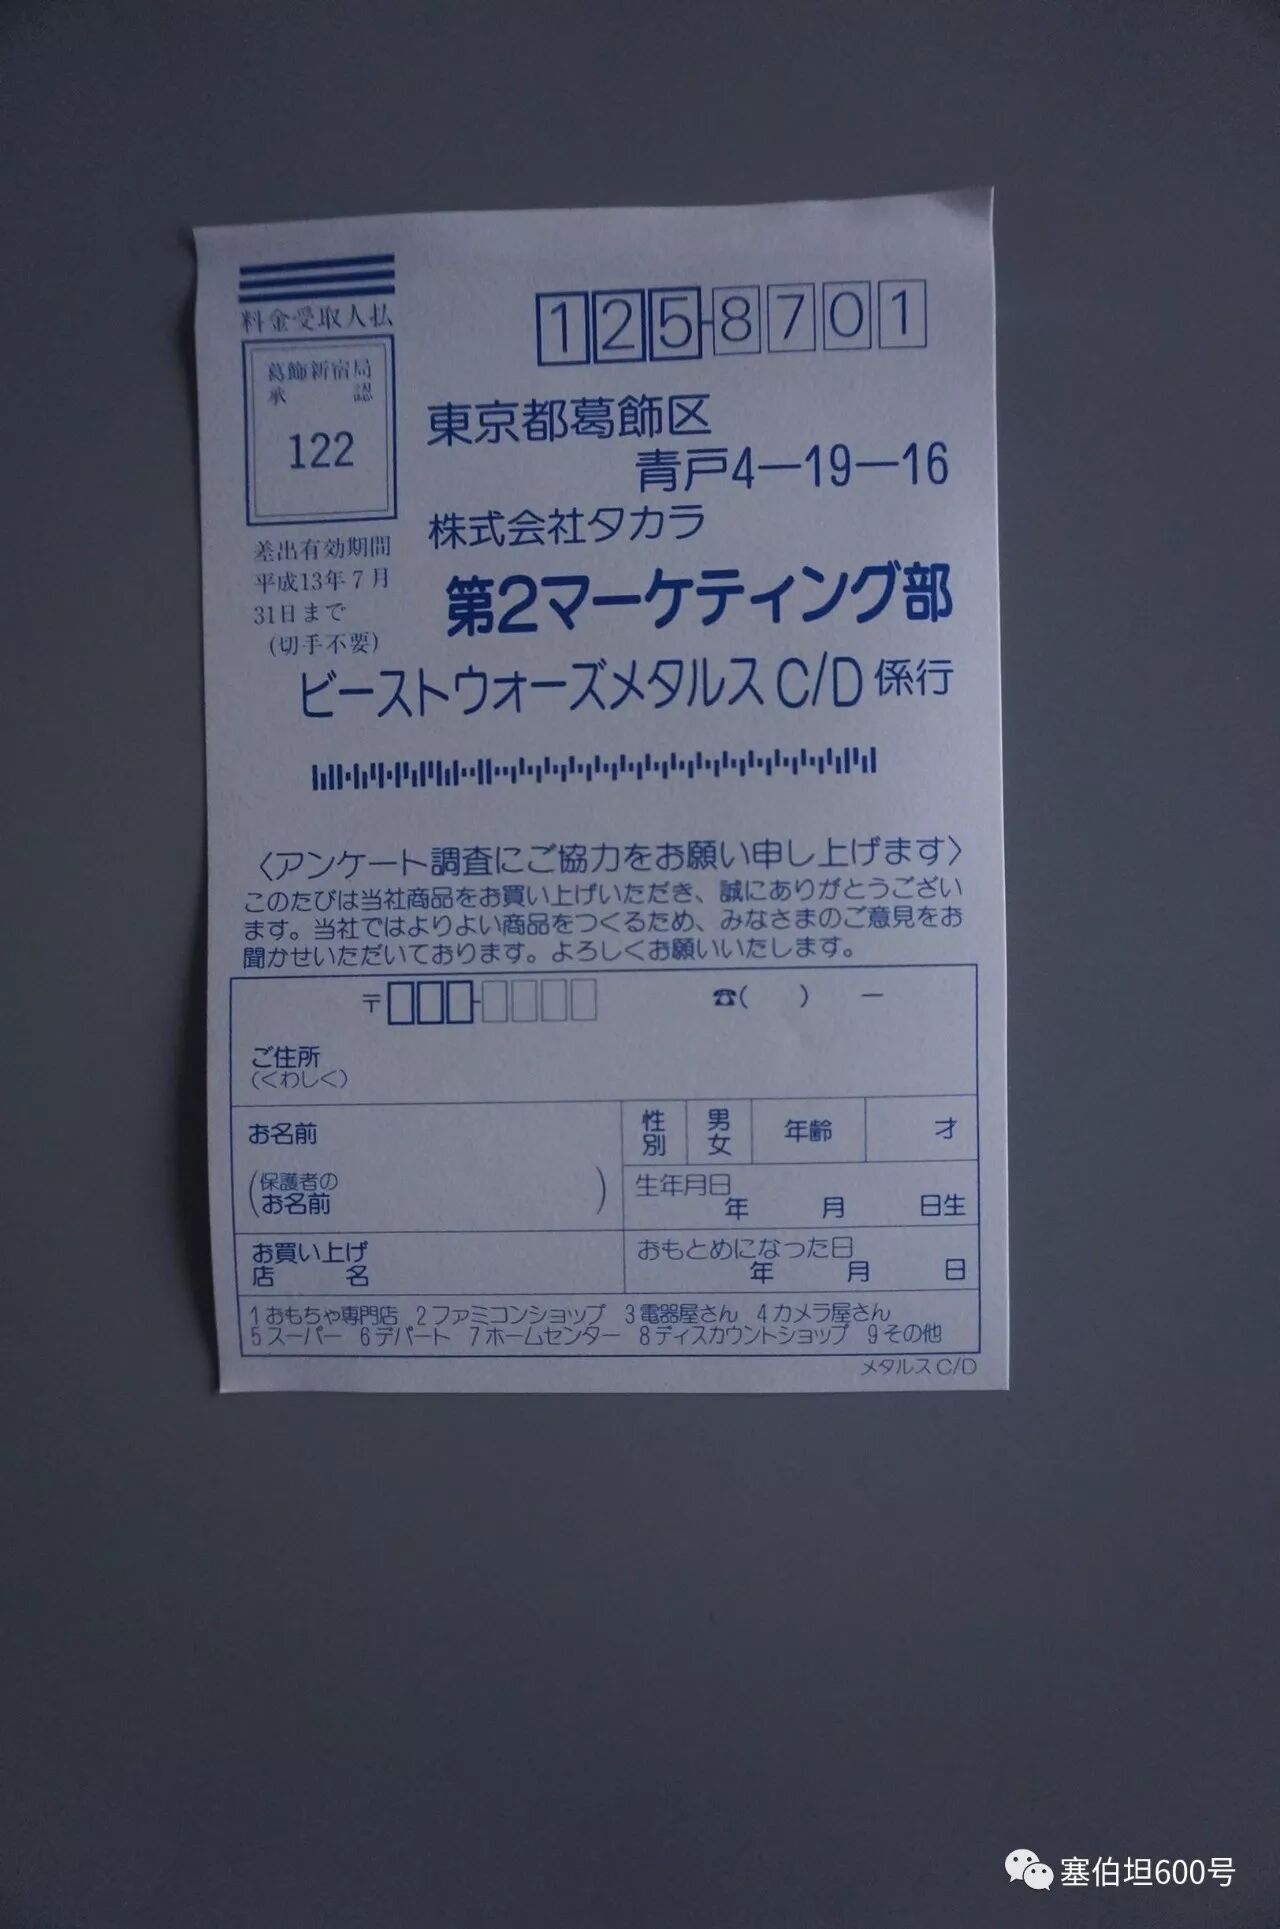 料金受取人払
葛飾新宿局
承 認
122
差出有効期間
平成13年7月
31日まで
(切手不要)
125-8701
東京都葛飾区
青戸4-19-16
株式会社タカラ
第2マーケティング部
ビーストウォーズメタルスC/D係行
〈アンケート調査にご協力をお願い申し上げます〉
このたびは当社商品をお買い上げいただき、誠にありがとうござい
ます。当社ではよりよい商品をつくるため、みなさまのご意見をお
聞かせいただいております。よろしくお願いいたします。
〒 - ☎( ) ー
ご住所
(くわしく)
お名前
(保護者の
お名前 )
性別 男女 年齢 才
生年月日
年 月 日生
お買い上げ
店 名
おもとめになった日
年 月 日
1おもちゃ専門店 2ファミコンショップ 3電器屋さん 4カメラ屋さん
5スーパー 6デパート 7ホームセンター 8ディスカウントショップ 9その他
メタルスC/D
塞伯坦600号